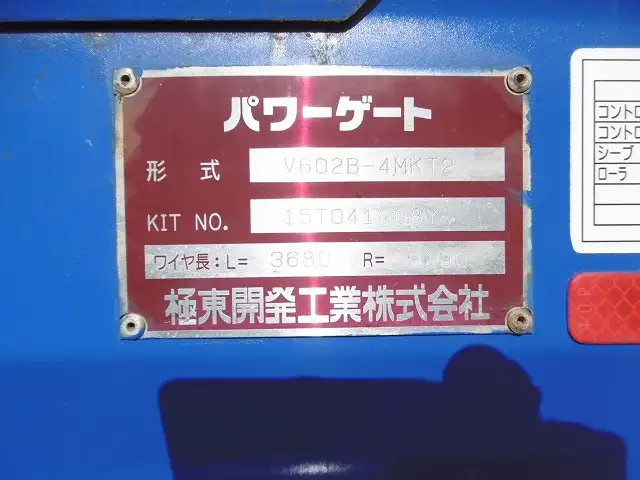 パワーゲート
形 式 V602B-4MKT2
KIT NO.
ワイヤ長:L= 3680 R=
極東開発工業株式会社
コントロ
コントロ
シーブ
ローラ